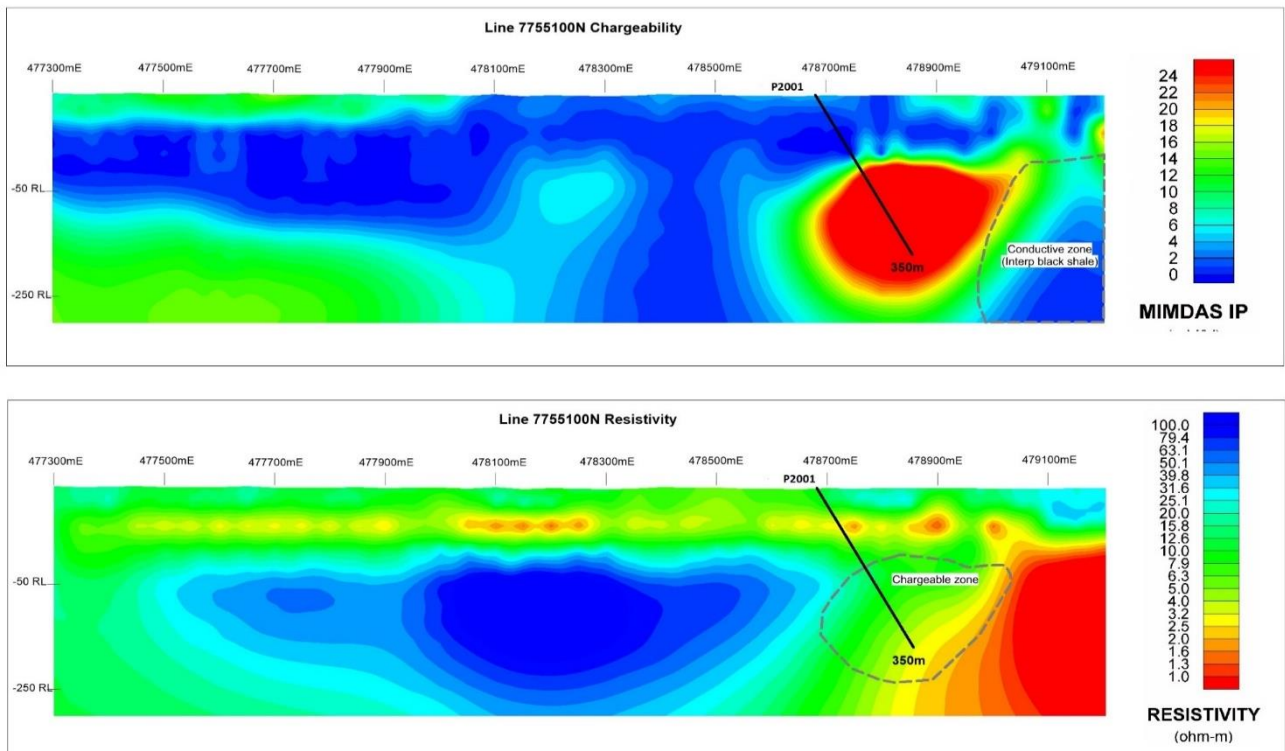 Line 7755100N Chargeability
477300mE 477500mE 477700mE 477900mE 478100mE 478300mE 478500mE 478700mE 478900mE 479100mE
P2001
-50 RL
-250 RL
350m
Conductive zone
(Interp black shale)
24
22
20
18
16
14
12
10
8
6
4
2
0
MIMDAS IP
Line 7755100N Resistivity
477300mE 477500mE 477700mE 477900mE 478100mE 478300mE 478500mE 478700mE 478900mE 479100mE
P2001
-50 RL
Chargeable zone
350m
-250 RL
100.0
79.4
63.1
50.1
39.8
31.6
25.1
20.0
15.8
12.6
10.0
7.9
6.3
5.0
4.0
3.2
2.5
2.0
1.6
1.3
1.0
RESISTIVITY
(ohm-m)